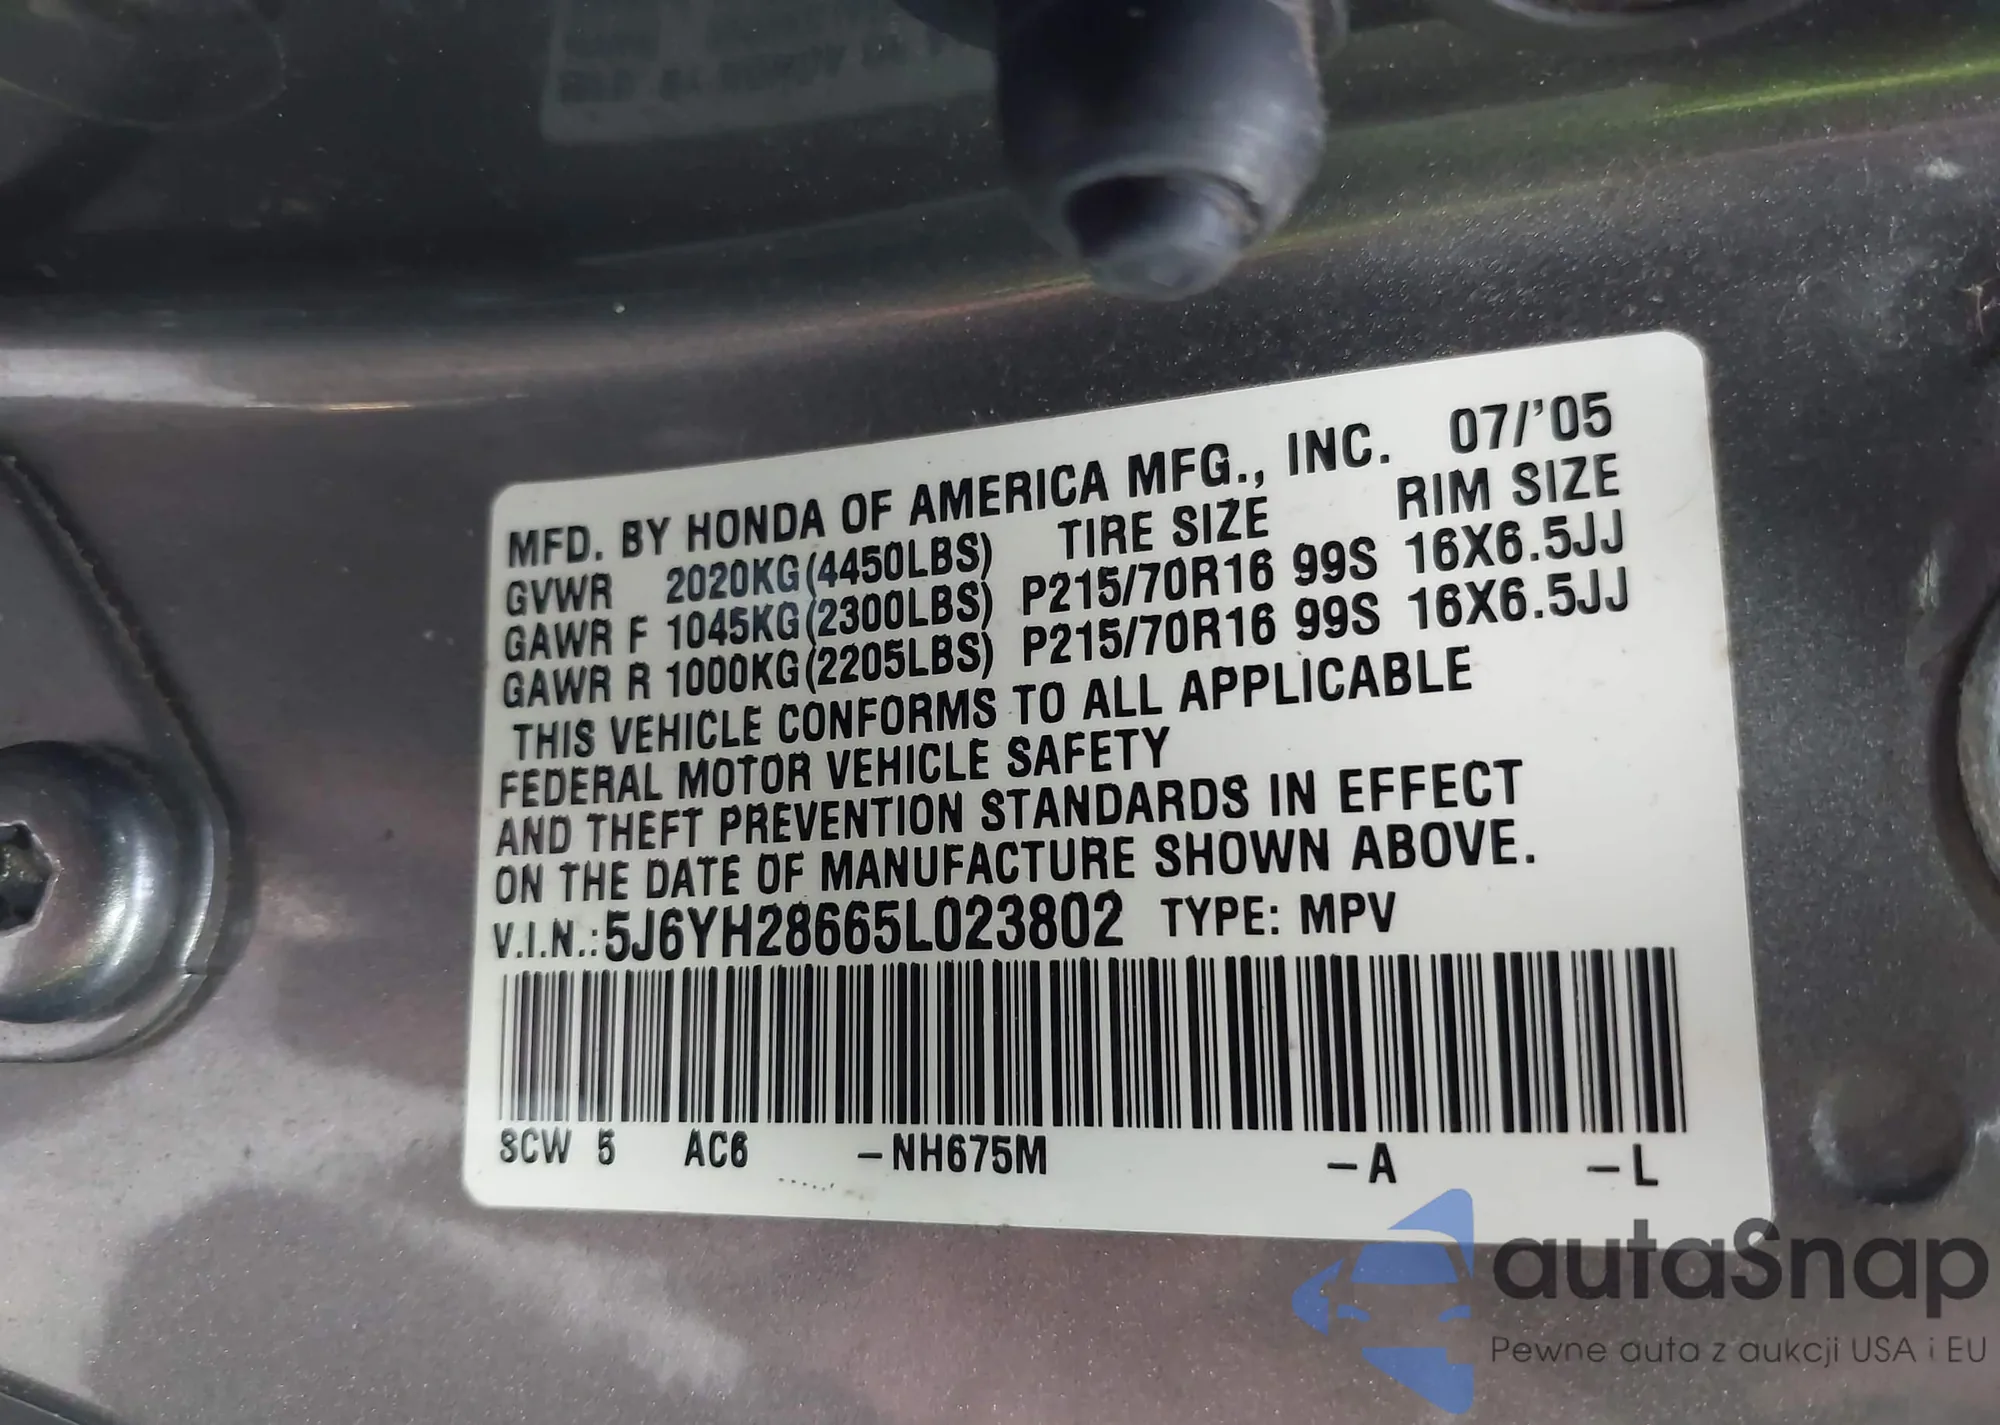 MFD. BY HONDA OF AMERICA MFG., INC. 07/'05
GVWR 2020KG(4450LBS) TIRE SIZE RIM SIZE
GAWR F 1045KG(2300LBS) P215/70R16 99S 16X6.5JJ
GAWR R 1000KG(2205LBS) P215/70R16 99S 16X6.5JJ
THIS VEHICLE CONFORMS TO ALL APPLICABLE
FEDERAL MOTOR VEHICLE SAFETY
AND THEFT PREVENTION STANDARDS IN EFFECT
ON THE DATE OF MANUFACTURE SHOWN ABOVE.
V.I.N.:5J6YH28665L023802 TYPE: MPV
SCW 5 AC6 -NH675M -A -L
autaSnap
Pewne auta z aukcji USA i EU